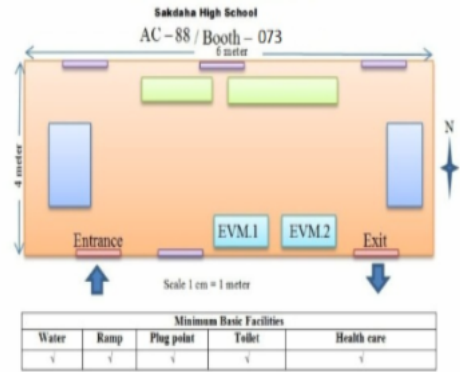 Sakdaha High School
AC – 88 / Booth – 073
6 meter
N
4 meter
EVM.1 EVM.2
Entrance Exit
Scale 1 cm = 1 meter
Minimum Basic Facilities
Water Ramp Plug point Toilet Health care
√ √ √ √ √